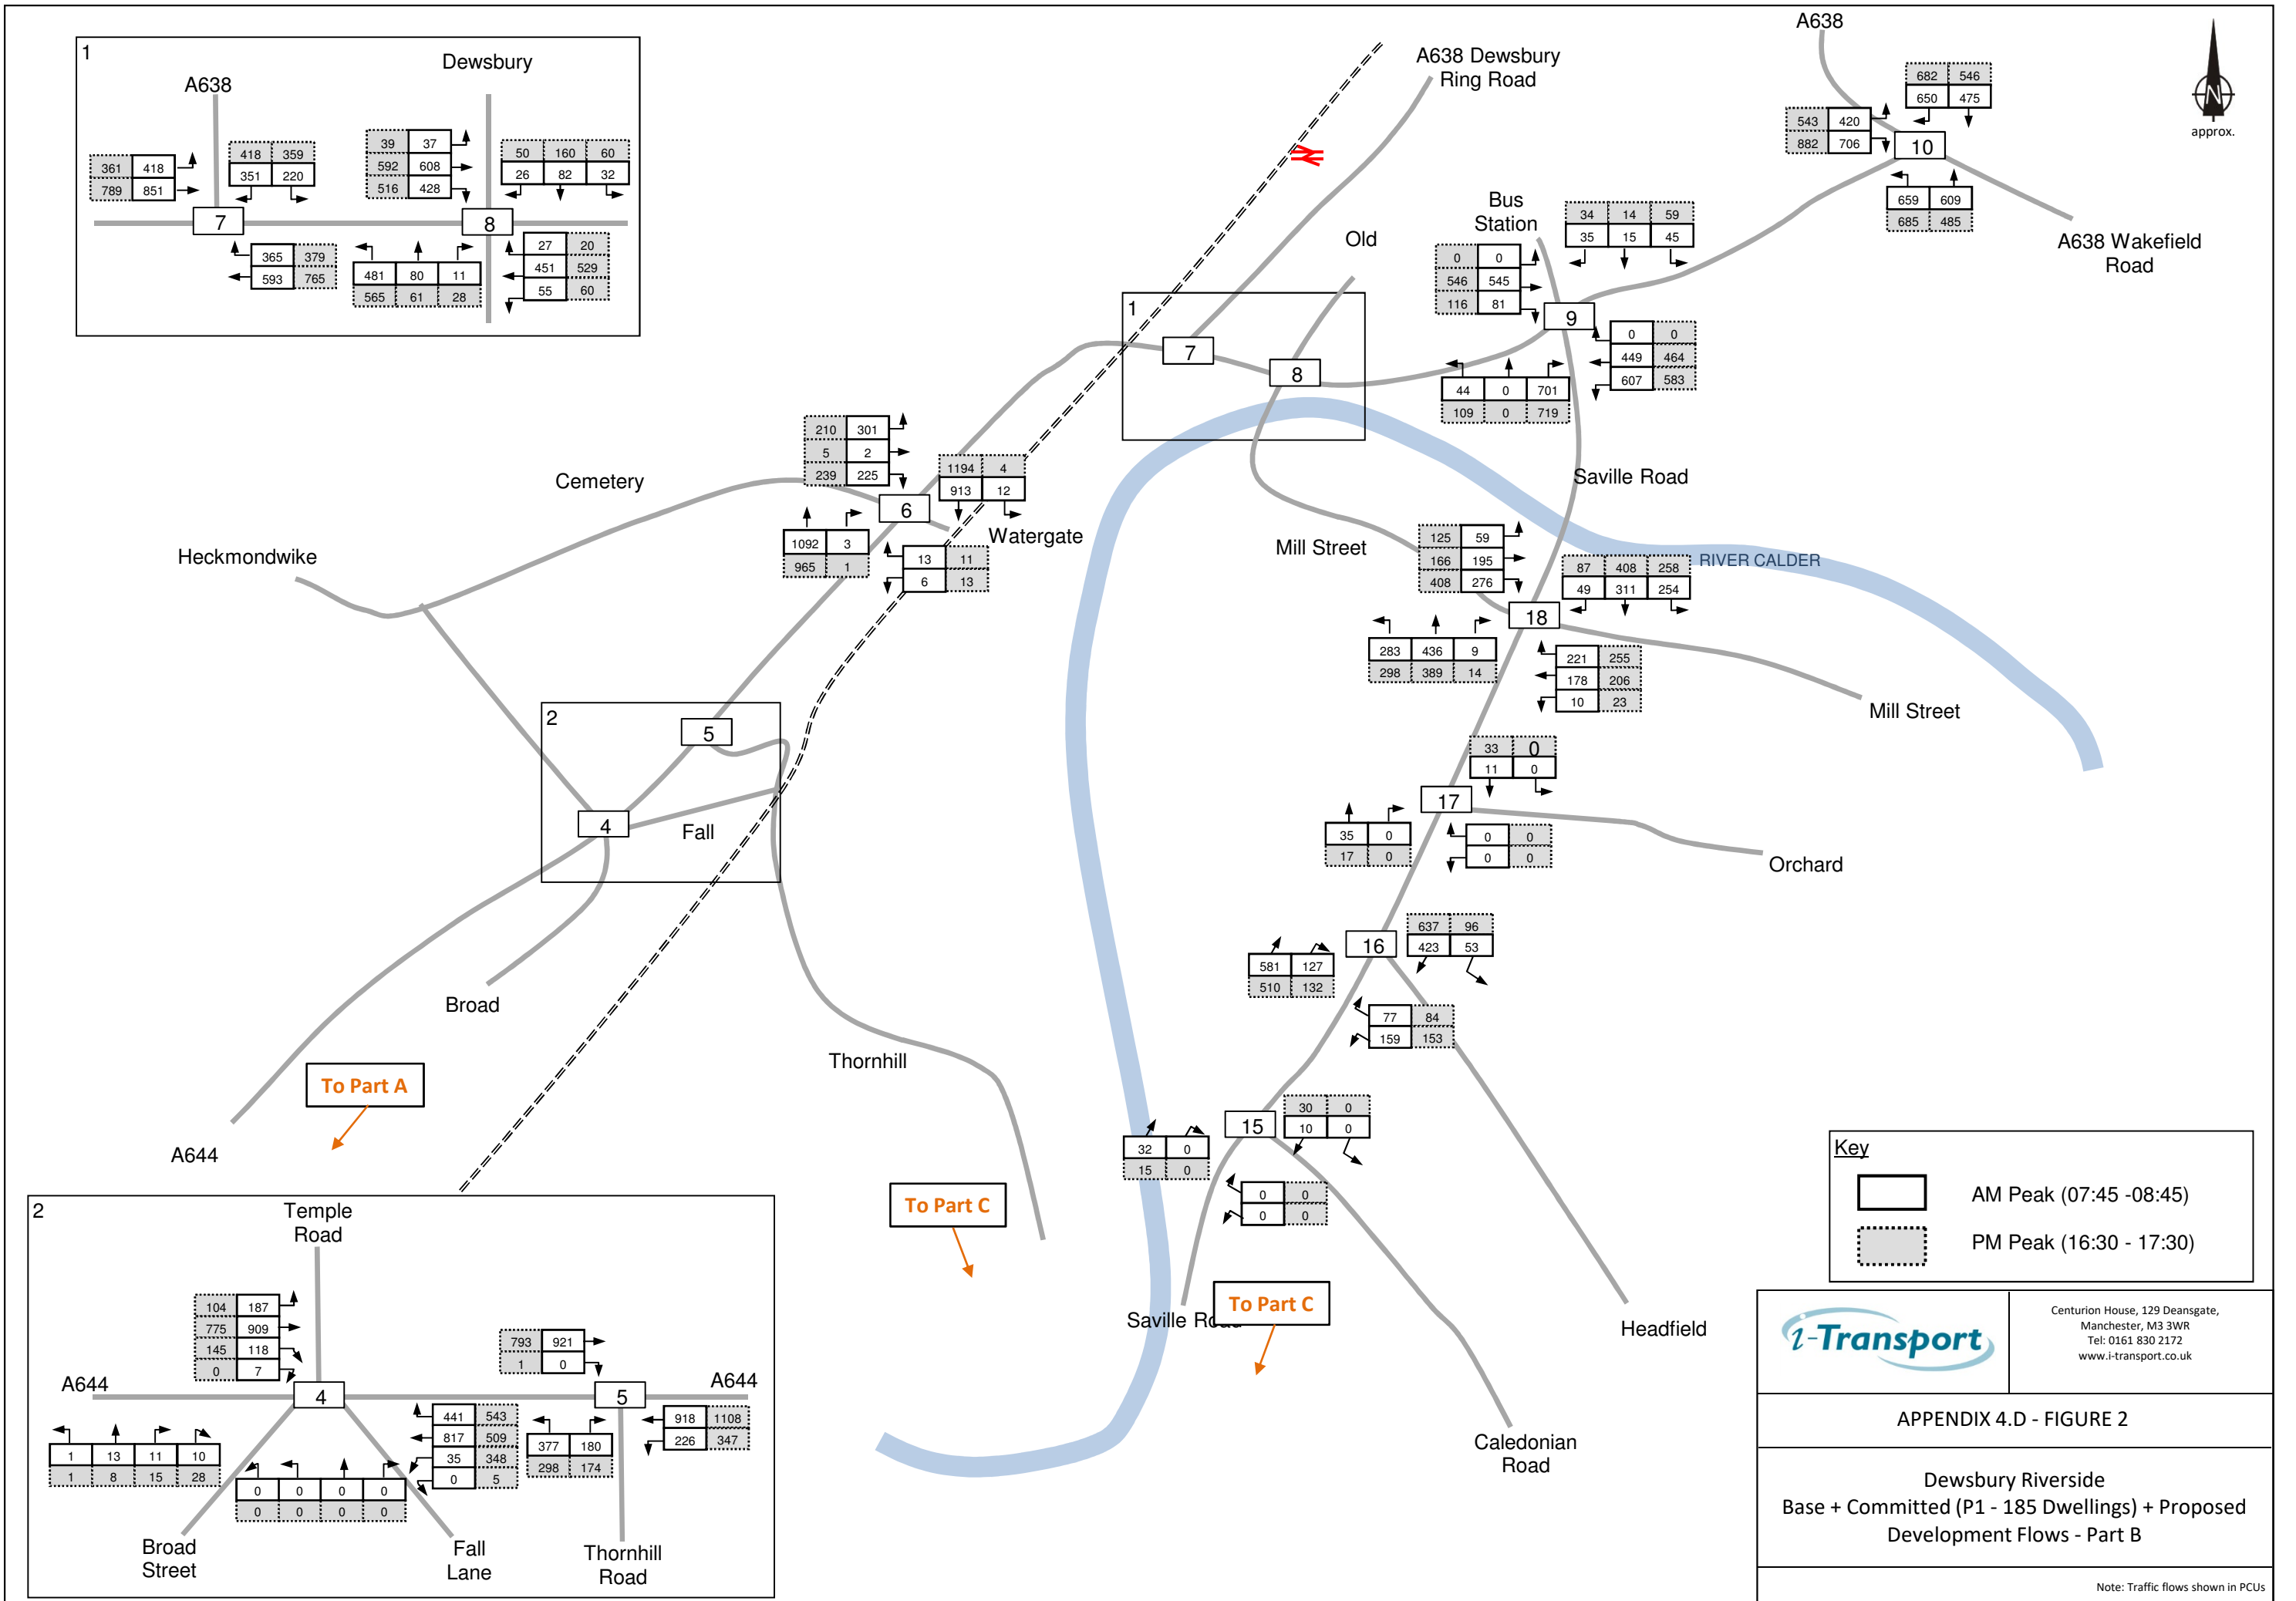 1
Dewsbury
A638
361 418
789 851
418 359
351 220
39 37
592 608
516 428
50 160 60
26 82 32
7
8
365 379
593 765
481 80 11
565 61 28
27 20
451 529
55 60
A638 Dewsbury
Ring Road
A638
682 546
650 475
543 420
882 706
10
659 609
685 485
A638 Wakefield
Road
N
approx.
Bus
Station
34 14 59
35 15 45
0 0
546 545
116 81
9
0 0
449 464
607 583
44 0 701
109 0 719
Old
1
7
8
Saville Road
210 301
5 2
239 225
1194 4
913 12
6
Cemetery
Watergate
1092 3
965 1
13 11
6 13
Heckmondwike
Mill Street
125 59
166 195
408 276
87 408 258
49 311 254
RIVER CALDER
18
283 436 9
298 389 14
221 255
178 206
10 23
Mill Street
2
5
4
Fall
33 0
11 0
17
35 0
17 0
0 0
0 0
Orchard
637 96
423 53
16
581 127
510 132
77 84
159 153
Broad
Thornhill
To Part A
A644
30 0
10 0
15
32 0
15 0
0 0
0 0
To Part C
To Part C
Saville Road
Headfield
Caledonian
Road
Key
AM Peak (07:45 -08:45)
PM Peak (16:30 - 17:30)
2
Temple
Road
104 187
775 909
145 118
0 7
793 921
1 0
A644
4
5
A644
1 13 11 10
1 8 15 28
0 0 0 0
0 0 0 0
441 543
817 509
35 348
0 5
377 180
298 174
918 1108
226 347
Broad
Street
Fall
Lane
Thornhill
Road
i-Transport
Centurion House, 129 Deansgate,
Manchester, M3 3WR
Tel: 0161 830 2172
www.i-transport.co.uk
APPENDIX 4.D - FIGURE 2
Dewsbury Riverside
Base + Committed (P1 - 185 Dwellings) + Proposed
Development Flows - Part B
Note: Traffic flows shown in PCUs